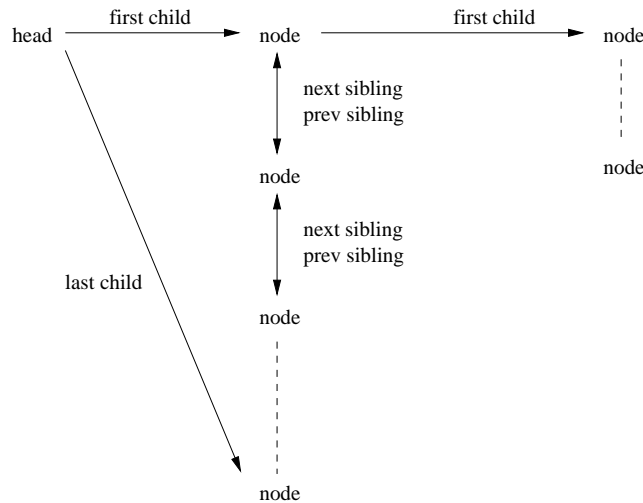 first child
first child
head
node
node
next sibling
prev sibling
node
node
next sibling
prev sibling
last child
node
node